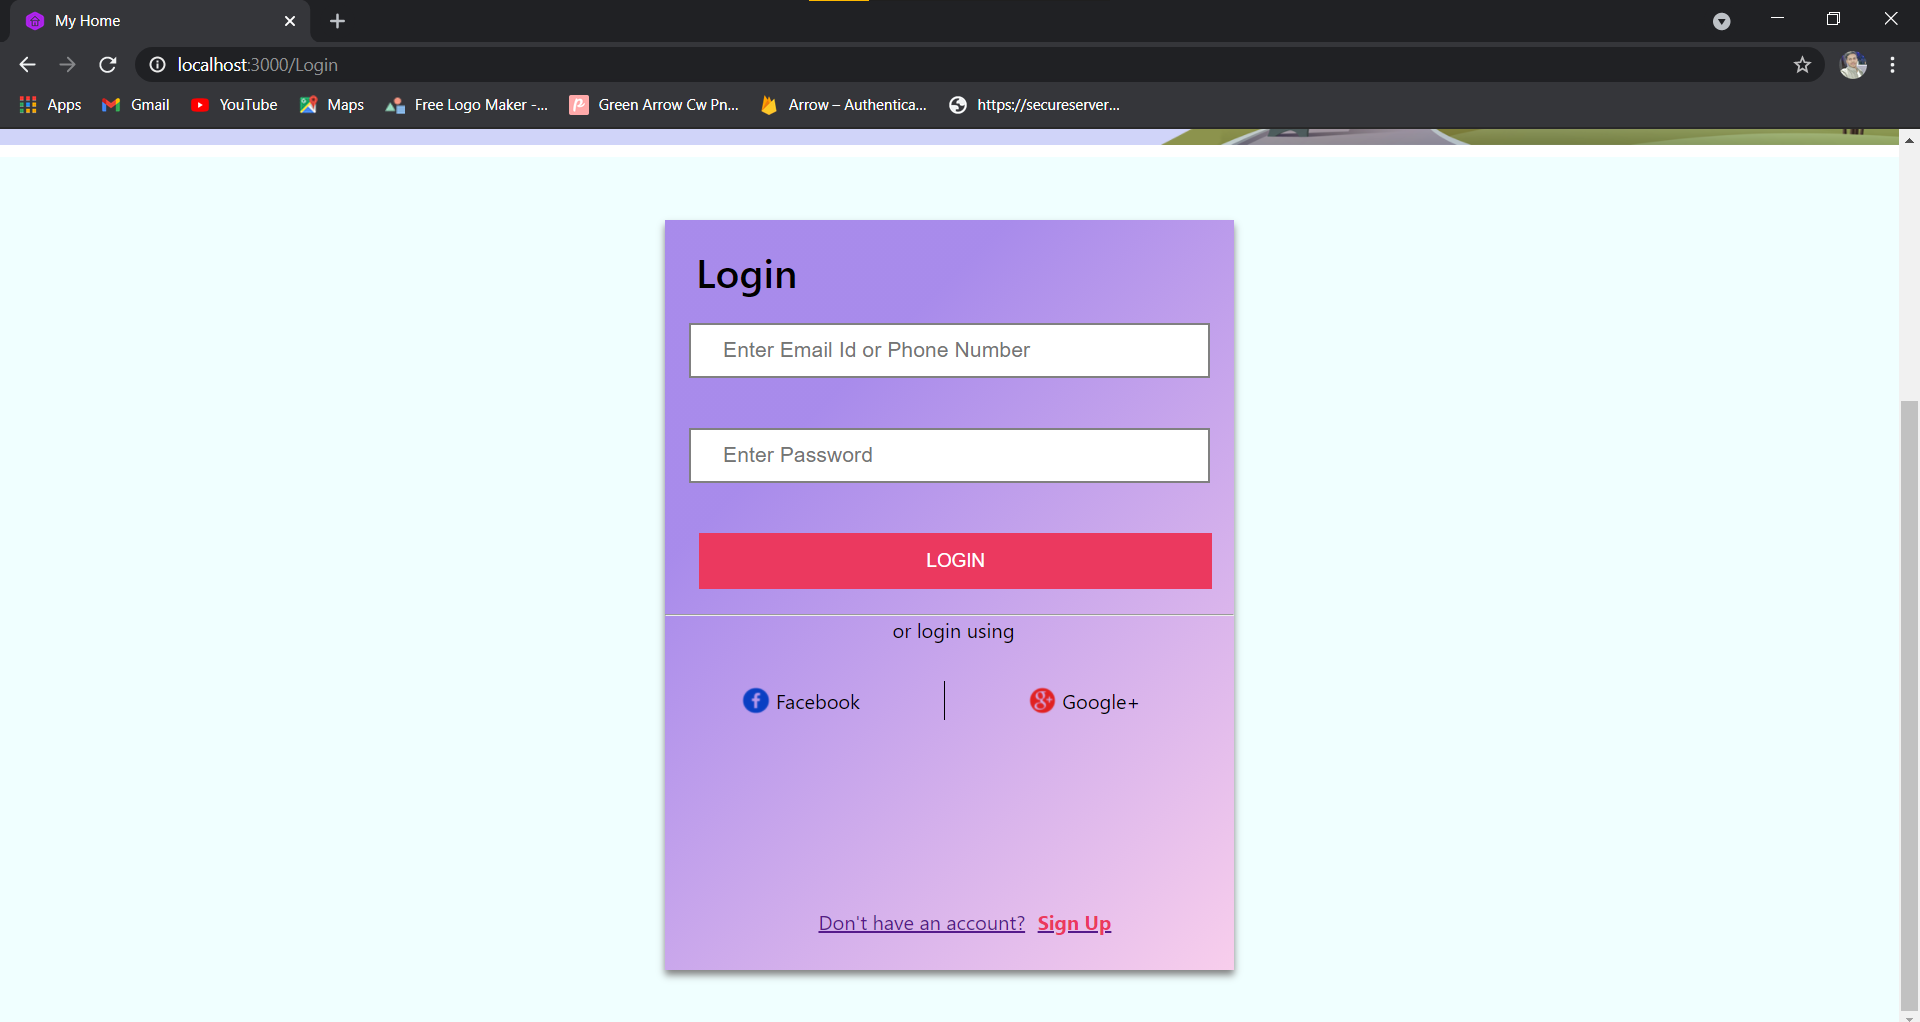 My Home
localhost:3000/Login
Apps Gmail YouTube Maps Free Logo Maker -... Green Arrow Cw Pn... Arrow – Authentica... https://secureserver...
Login
Enter Email Id or Phone Number
Enter Password
LOGIN
or login using
Facebook Google+
Don't have an account? Sign Up